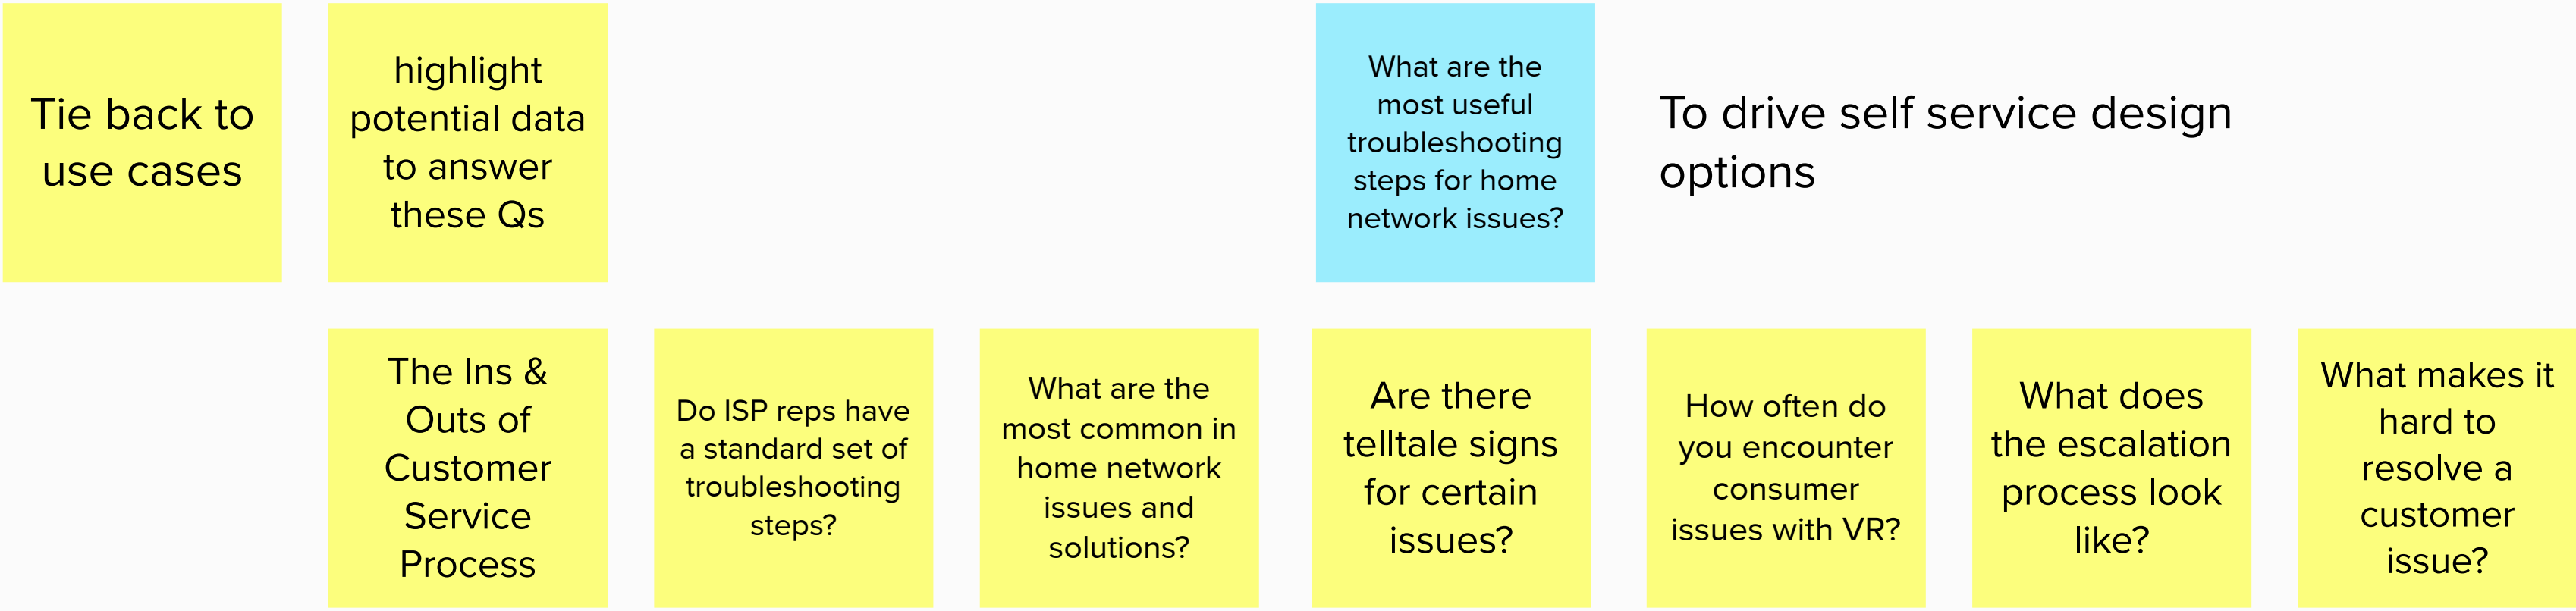 Tie back to
use cases
highlight
potential data
to answer
these Qs
What are the
most useful
troubleshooting
steps for home
network issues?
To drive self service design
options
The Ins &
Outs of
Customer
Service
Process
Do ISP reps have
a standard set of
troubleshooting
steps?
What are the
most common in
home network
issues and
solutions?
Are there
telltale signs
for certain
issues?
How often do
you encounter
consumer
issues with VR?
What does
the escalation
process look
like?
What makes it
hard to
resolve a
customer
issue?